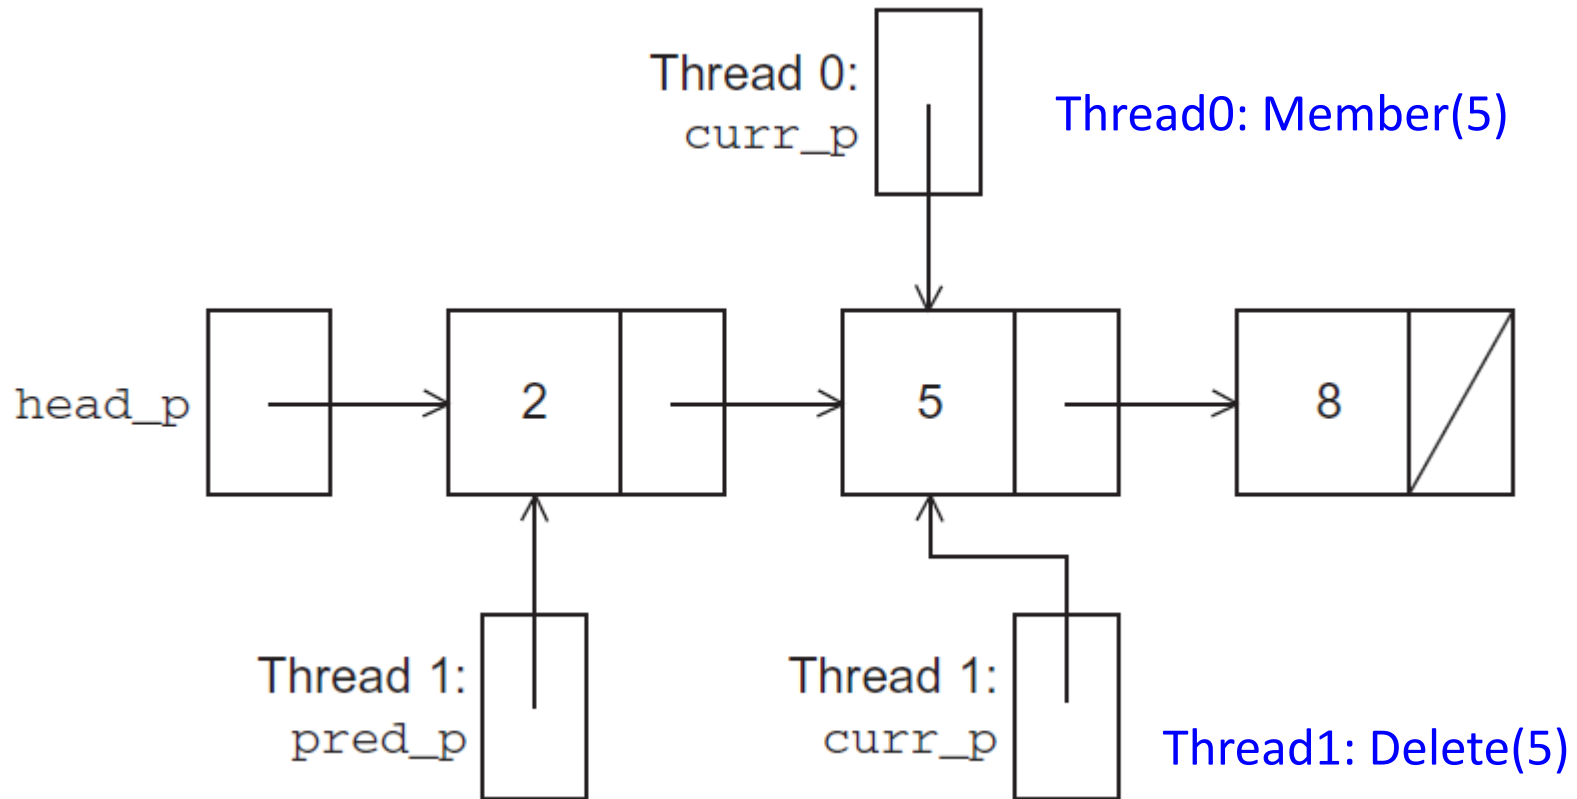 Thread 0:
curr_p
Thread0: Member(5)
head_p
2
5
8
Thread 1:
pred_p
Thread 1:
curr_p
Thread1: Delete(5)